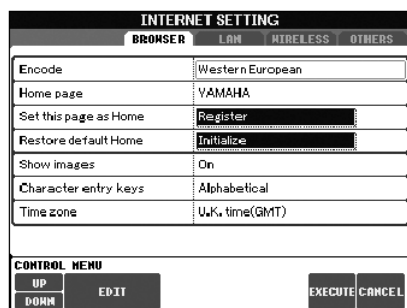 INTERNET SETTING
BROWSER LAN WIRELESS OTHERS
Encode Western European
Home page YAMAHA
Set this page as Home Register
Restore default Home Initialize
Show images On
Character entry keys Alphabetical
Time zone U.K. time(GMT)
CONTROL MENU
UP
EDIT EXECUTE CANCEL
DOWN